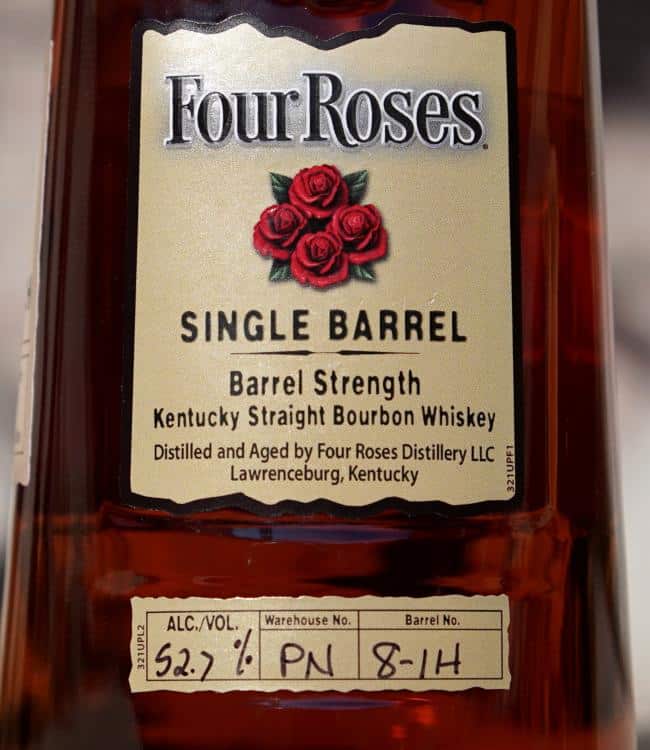 Four Roses
SINGLE BARREL
Barrel Strength
Kentucky Straight Bourbon Whiskey
Distilled and Aged by Four Roses Distillery LLC
Lawrenceburg, Kentucky
321UPF1
321UPL2
ALC./VOL. Warehouse No. Barrel No.
52.7 % PN 8-1H